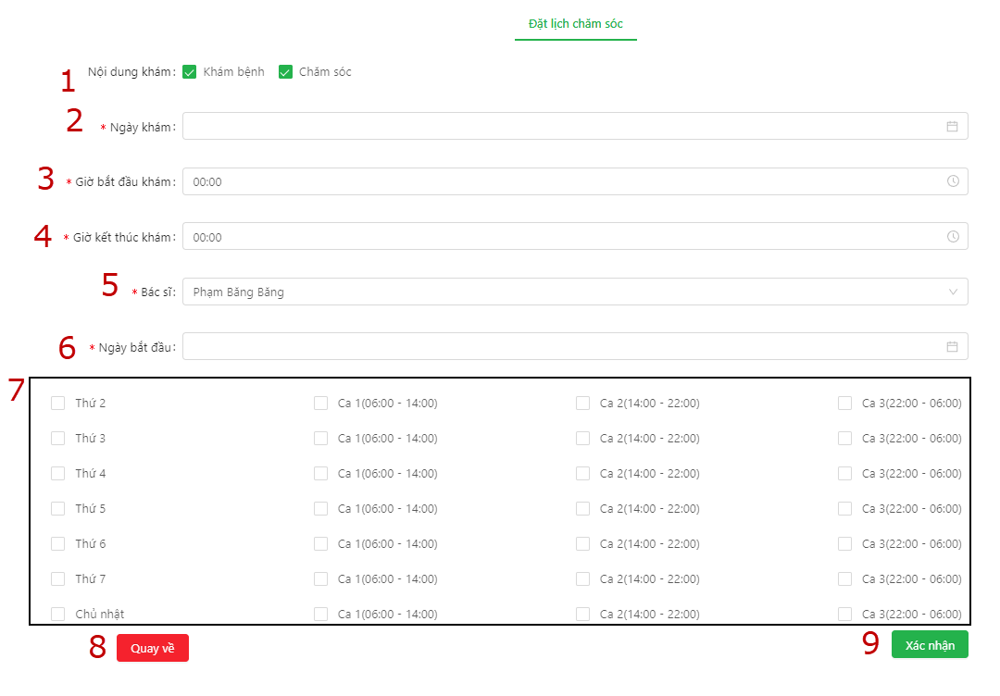 Đặt lịch chăm sóc
1 Nội dung khám: Khám bệnh Chăm sóc
2 * Ngày khám:
3 * Giờ bắt đầu khám: 00:00
4 * Giờ kết thúc khám: 00:00
5 * Bác sĩ: Phạm Băng Băng
6 * Ngày bắt đầu:
7
Thứ 2 Ca 1(06:00 - 14:00) Ca 2(14:00 - 22:00) Ca 3(22:00 - 06:00)
Thứ 3 Ca 1(06:00 - 14:00) Ca 2(14:00 - 22:00) Ca 3(22:00 - 06:00)
Thứ 4 Ca 1(06:00 - 14:00) Ca 2(14:00 - 22:00) Ca 3(22:00 - 06:00)
Thứ 5 Ca 1(06:00 - 14:00) Ca 2(14:00 - 22:00) Ca 3(22:00 - 06:00)
Thứ 6 Ca 1(06:00 - 14:00) Ca 2(14:00 - 22:00) Ca 3(22:00 - 06:00)
Thứ 7 Ca 1(06:00 - 14:00) Ca 2(14:00 - 22:00) Ca 3(22:00 - 06:00)
Chủ nhật Ca 1(06:00 - 14:00) Ca 2(14:00 - 22:00) Ca 3(22:00 - 06:00)
8 Quay về 9 Xác nhận